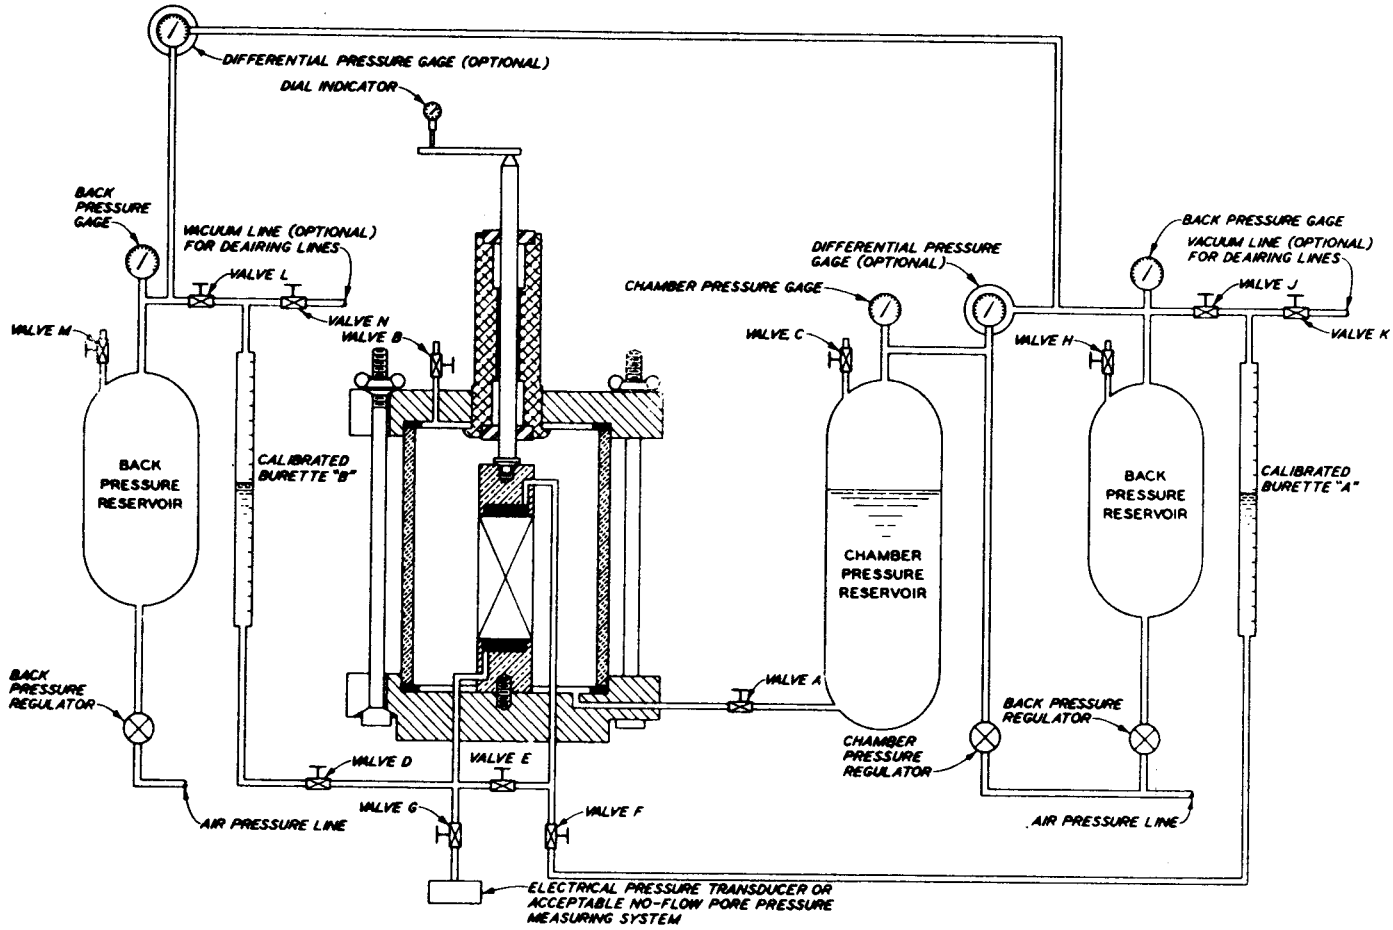 DIFFERENTIAL PRESSURE GAGE (OPTIONAL)
DIAL INDICATOR
BACK
PRESSURE
GAGE
VACUUM LINE (OPTIONAL)
FOR DEAIRING LINES
VALVE L
VALVE N
VALVE M
VALVE B
BACK
PRESSURE
RESERVOIR
CALIBRATED
BURETTE "B"
BACK
PRESSURE
REGULATOR
AIR PRESSURE LINE
VALVE D
VALVE E
VALVE G
VALVE F
ELECTRICAL PRESSURE TRANSDUCER OR
ACCEPTABLE NO-FLOW PORE PRESSURE
MEASURING SYSTEM
VALVE A
CHAMBER PRESSURE GAGE
DIFFERENTIAL PRESSURE
GAGE (OPTIONAL)
VALVE C
CHAMBER
PRESSURE
RESERVOIR
CHAMBER
PRESSURE
REGULATOR
BACK PRESSURE GAGE
VACUUM LINE (OPTIONAL)
FOR DEAIRING LINES
VALVE J
VALVE K
VALVE H
BACK
PRESSURE
RESERVOIR
CALIBRATED
BURETTE "A"
BACK PRESSURE
REGULATOR
AIR PRESSURE LINE